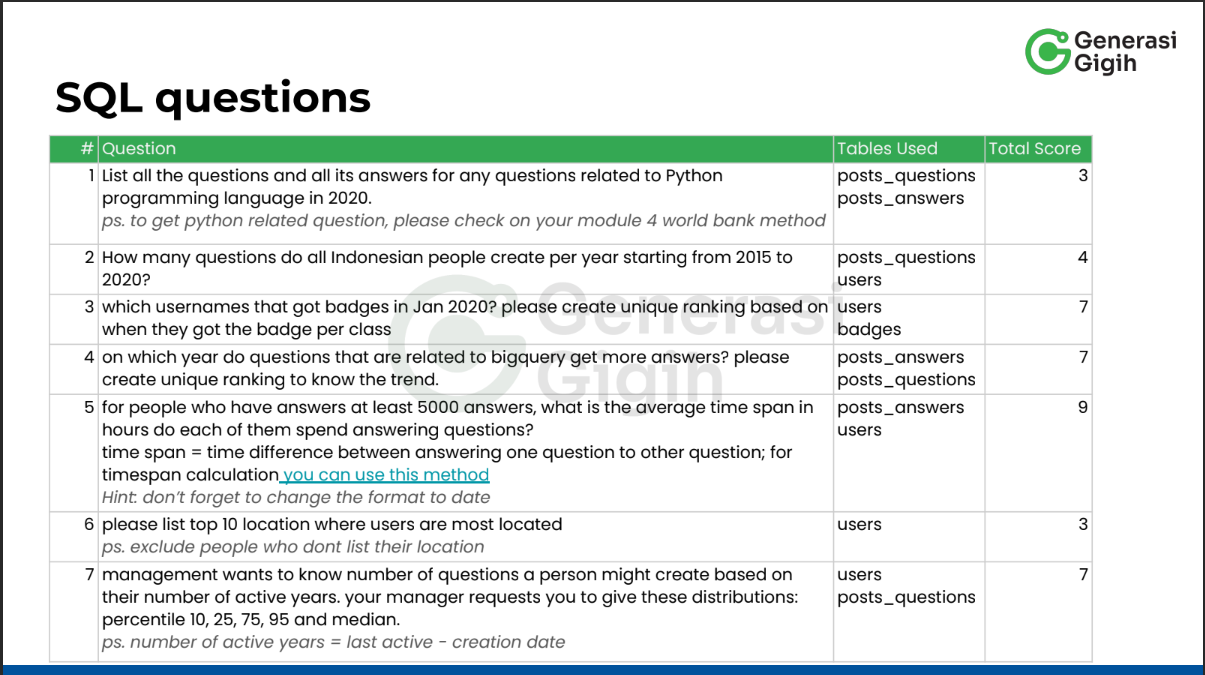 Generasi
Gigih
SQL questions
# Question Tables Used Total Score
1 List all the questions and all its answers for any questions related to Python posts_questions 3
programming language in 2020. posts_answers
ps. to get python related question, please check on your module 4 world bank method
2 How many questions do all Indonesian people create per year starting from 2015 to posts_questions 4
2020? users
3 which usernames that got badges in Jan 2020? please create unique ranking based on users 7
when they got the badge per class badges
4 on which year do questions that are related to bigquery get more answers? please posts_answers 7
create unique ranking to know the trend. posts_questions
5 for people who have answers at least 5000 answers, what is the average time span in posts_answers 9
hours do each of them spend answering questions? users
time span = time difference between answering one question to other question; for
timespan calculation you can use this method
Hint: don't forget to change the format to date
6 please list top 10 location where users are most located users 3
ps. exclude people who dont list their location
7 management wants to know number of questions a person might create based on users 7
their number of active years. your manager requests you to give these distributions: posts_questions
percentile 10, 25, 75, 95 and median.
ps. number of active years = last active - creation date
Generasi
Gigih